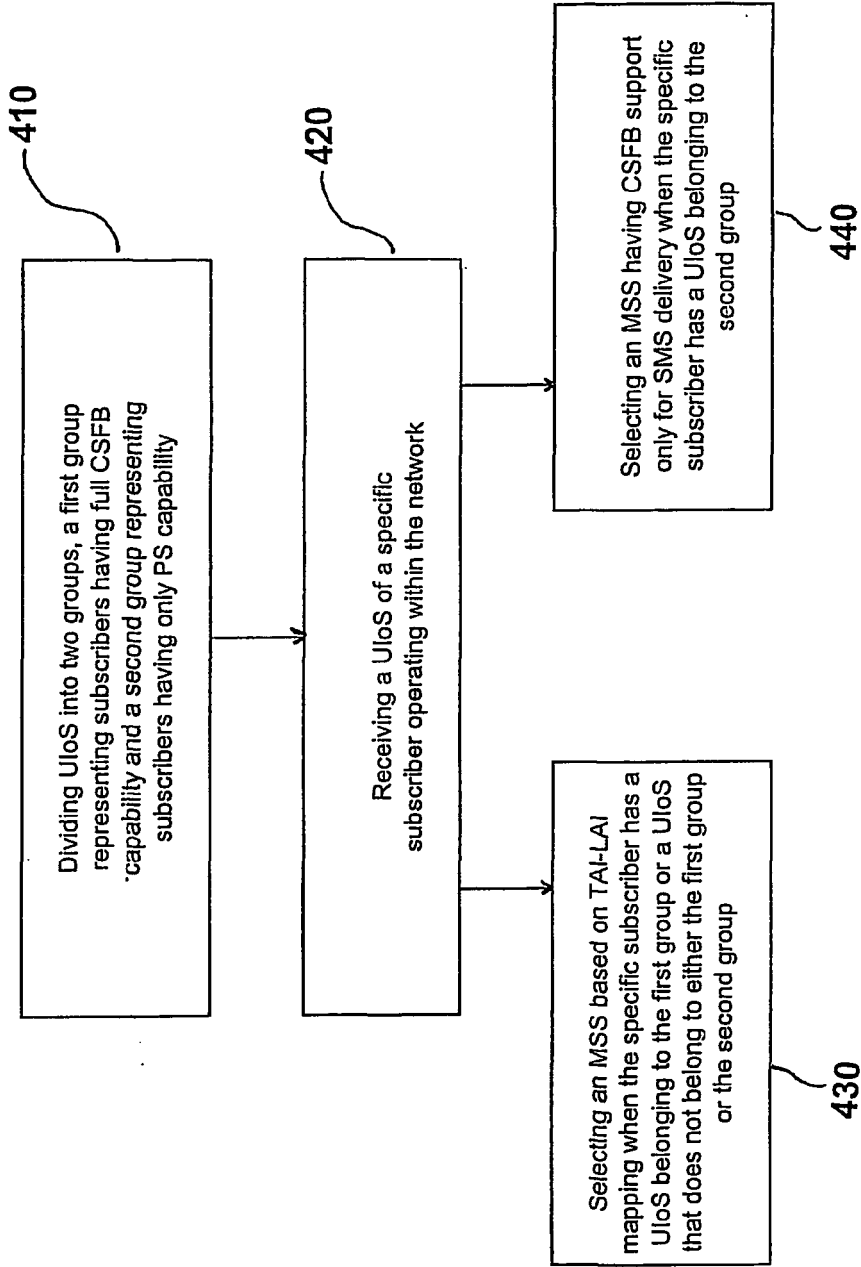 410
Dividing UIoS into two groups, a first group
representing subscribers having full CSFB
capability and a second group representing
subscribers having only PS capability
420
Receiving a UIoS of a specific
subscriber operating within the network
Selecting an MSS based on TAI-LAI
mapping when the specific subscriber has a
UIoS belonging to the first group or a UIoS
that does not belong to either the first group
or the second group
430
Selecting an MSS having CSFB support
only for SMS delivery when the specific
subscriber has a UIoS belonging to the
second group
440